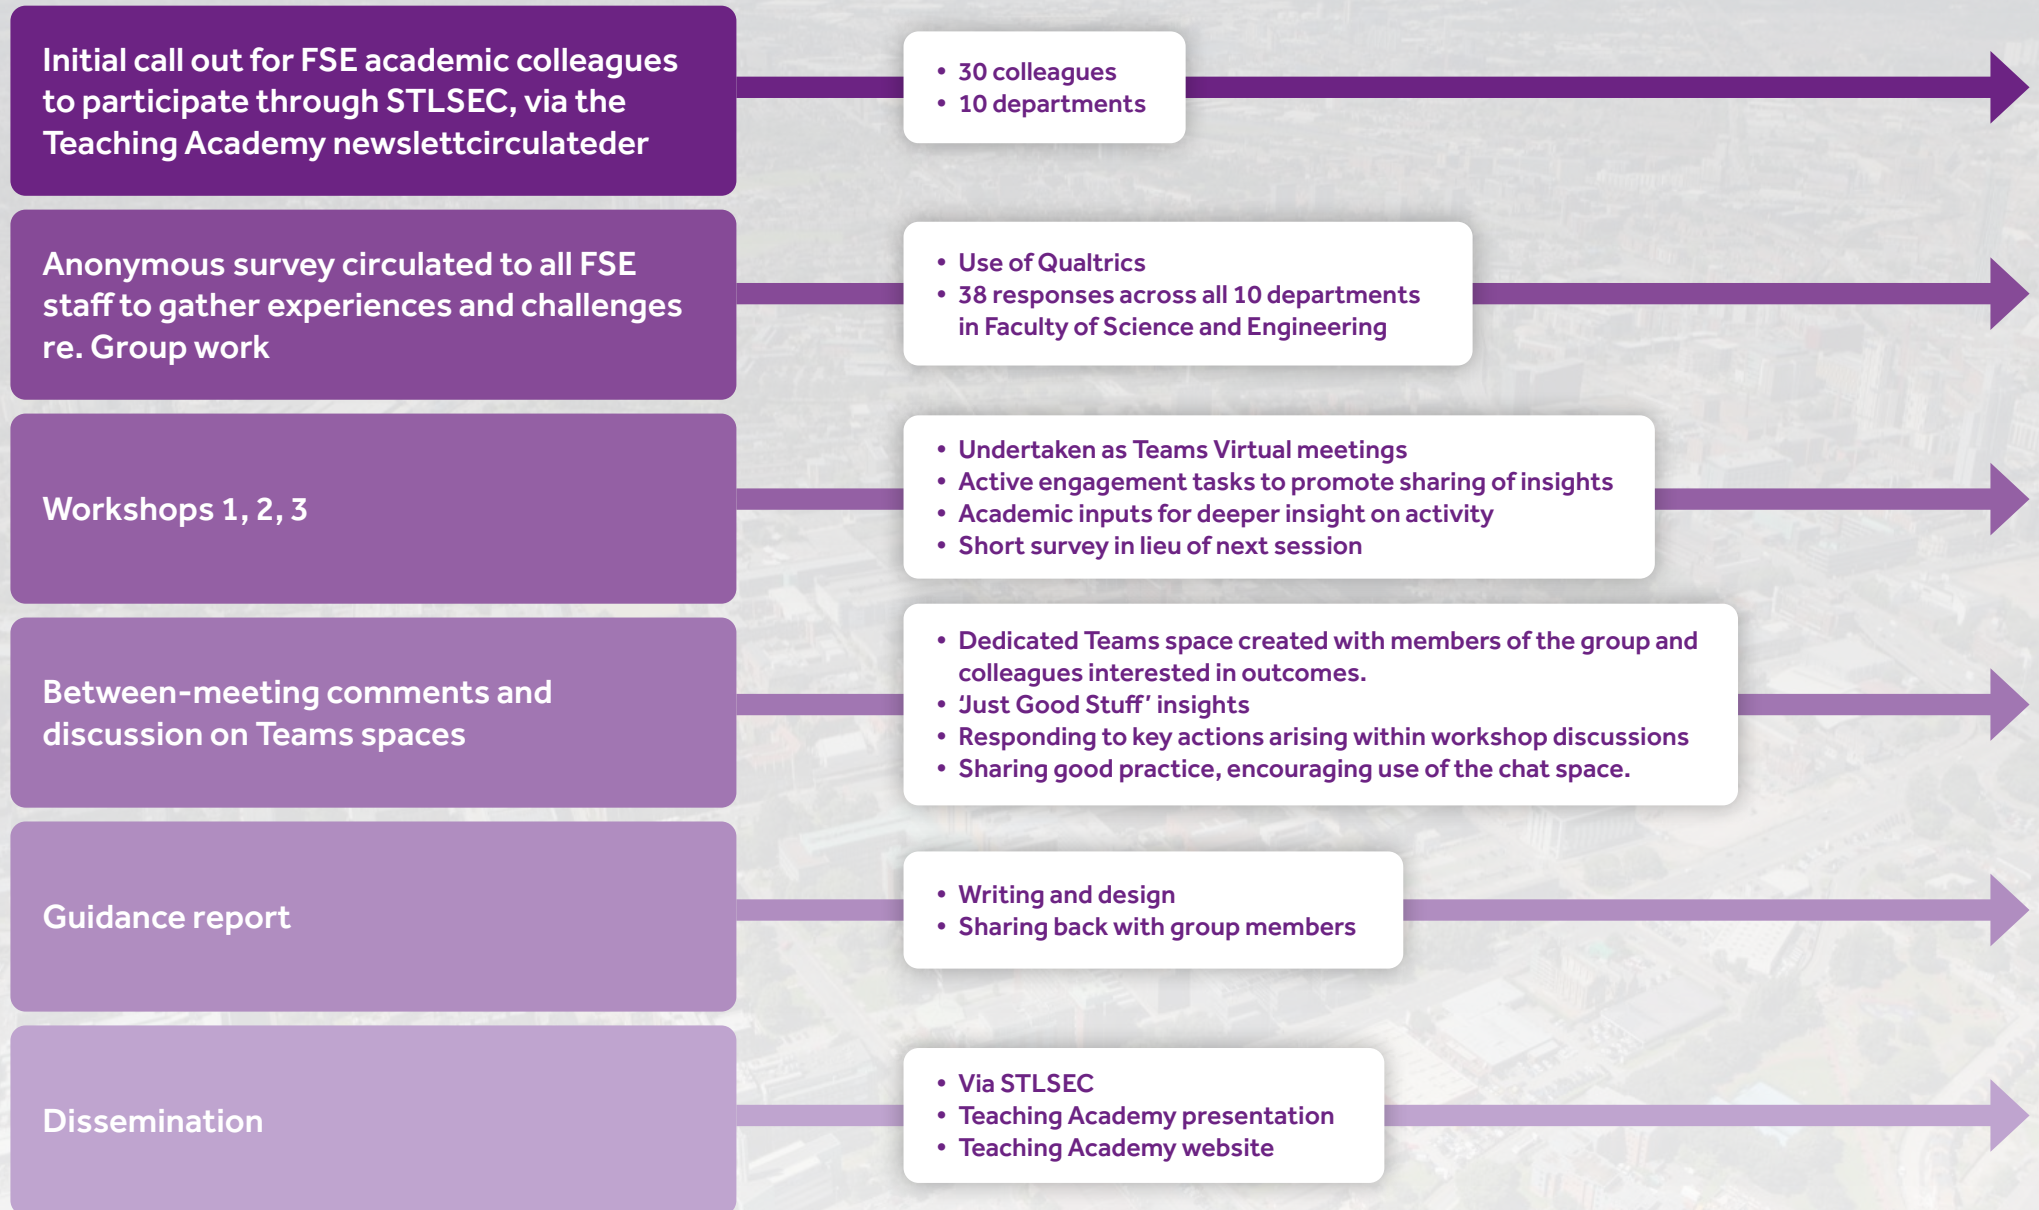 Initial call out for FSE academic colleagues
to participate through STLSEC, via the
Teaching Academy newslettcirculateder
• 30 colleagues
• 10 departments
Anonymous survey circulated to all FSE
staff to gather experiences and challenges
re. Group work
• Use of Qualtrics
• 38 responses across all 10 departments
in Faculty of Science and Engineering
Workshops 1, 2, 3
• Undertaken as Teams Virtual meetings
• Active engagement tasks to promote sharing of insights
• Academic inputs for deeper insight on activity
• Short survey in lieu of next session
Between-meeting comments and
discussion on Teams spaces
• Dedicated Teams space created with members of the group and
colleagues interested in outcomes.
• ‘Just Good Stuff’ insights
• Responding to key actions arising within workshop discussions
• Sharing good practice, encouraging use of the chat space.
Guidance report
• Writing and design
• Sharing back with group members
Dissemination
• Via STLSEC
• Teaching Academy presentation
• Teaching Academy website